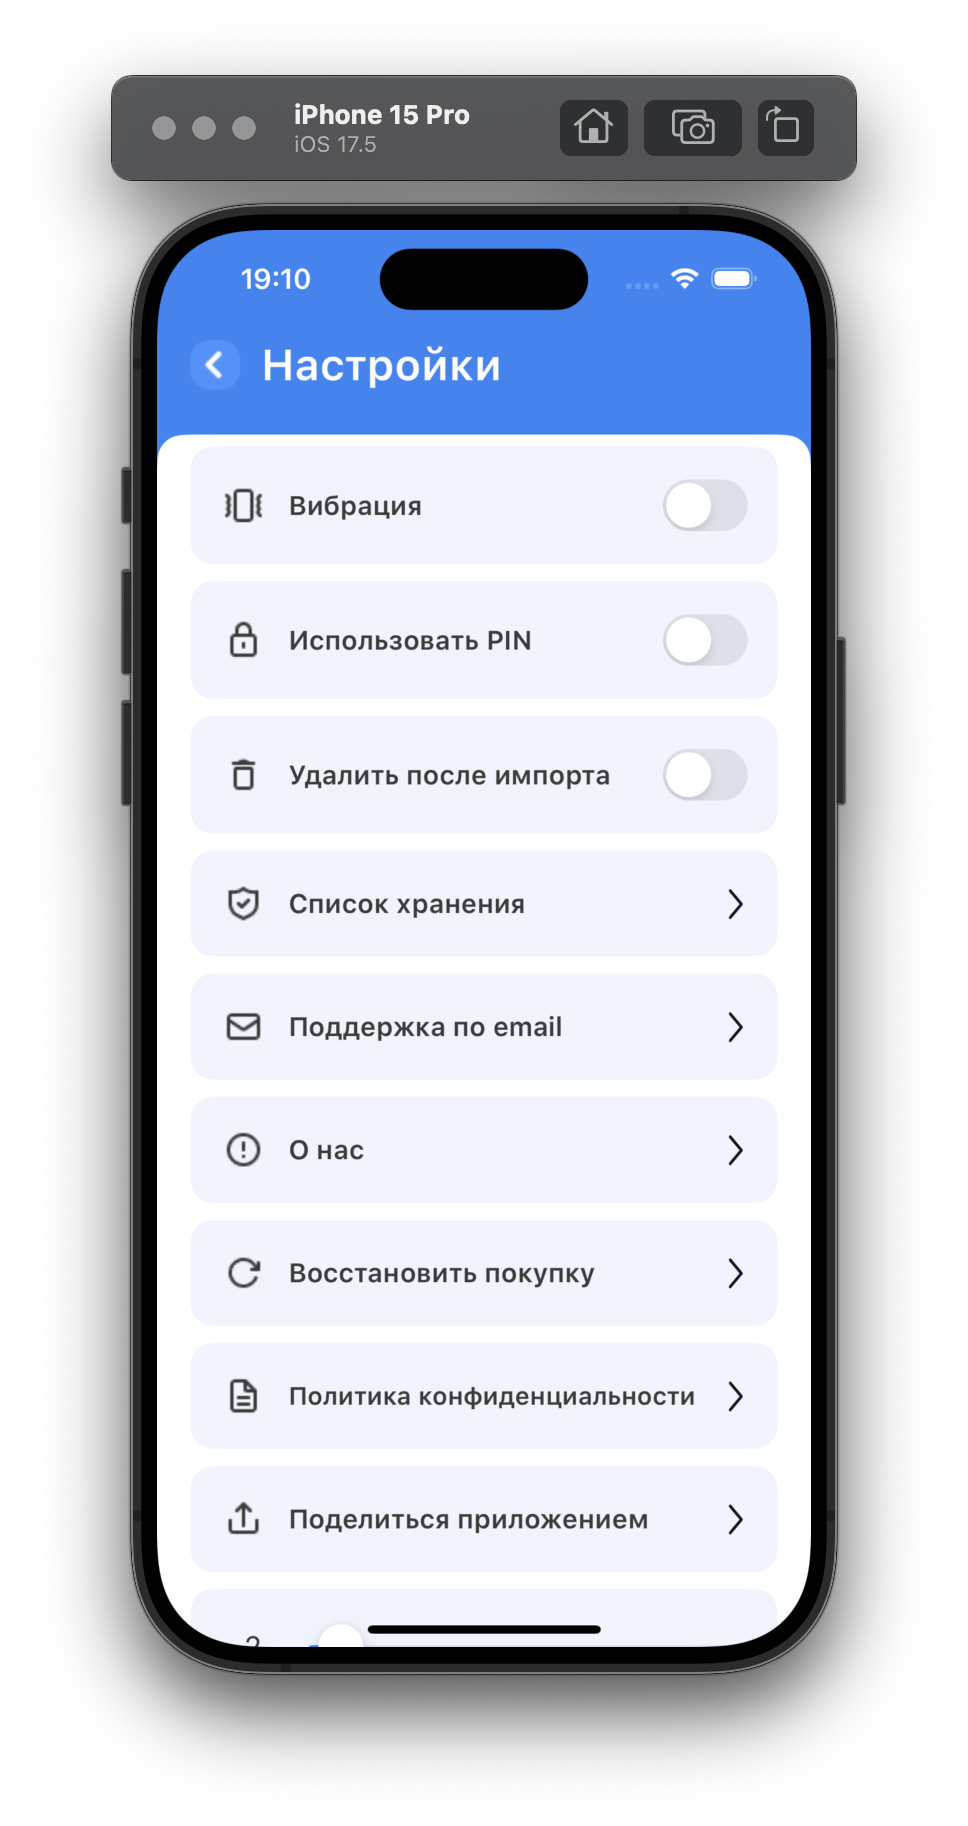 iPhone 15 Pro
iOS 17.5
19:10
Настройки
Вибрация
Использовать PIN
Удалить после импорта
Список хранения
Поддержка по email
О нас
Восстановить покупку
Политика конфиденциальности
Поделиться приложением